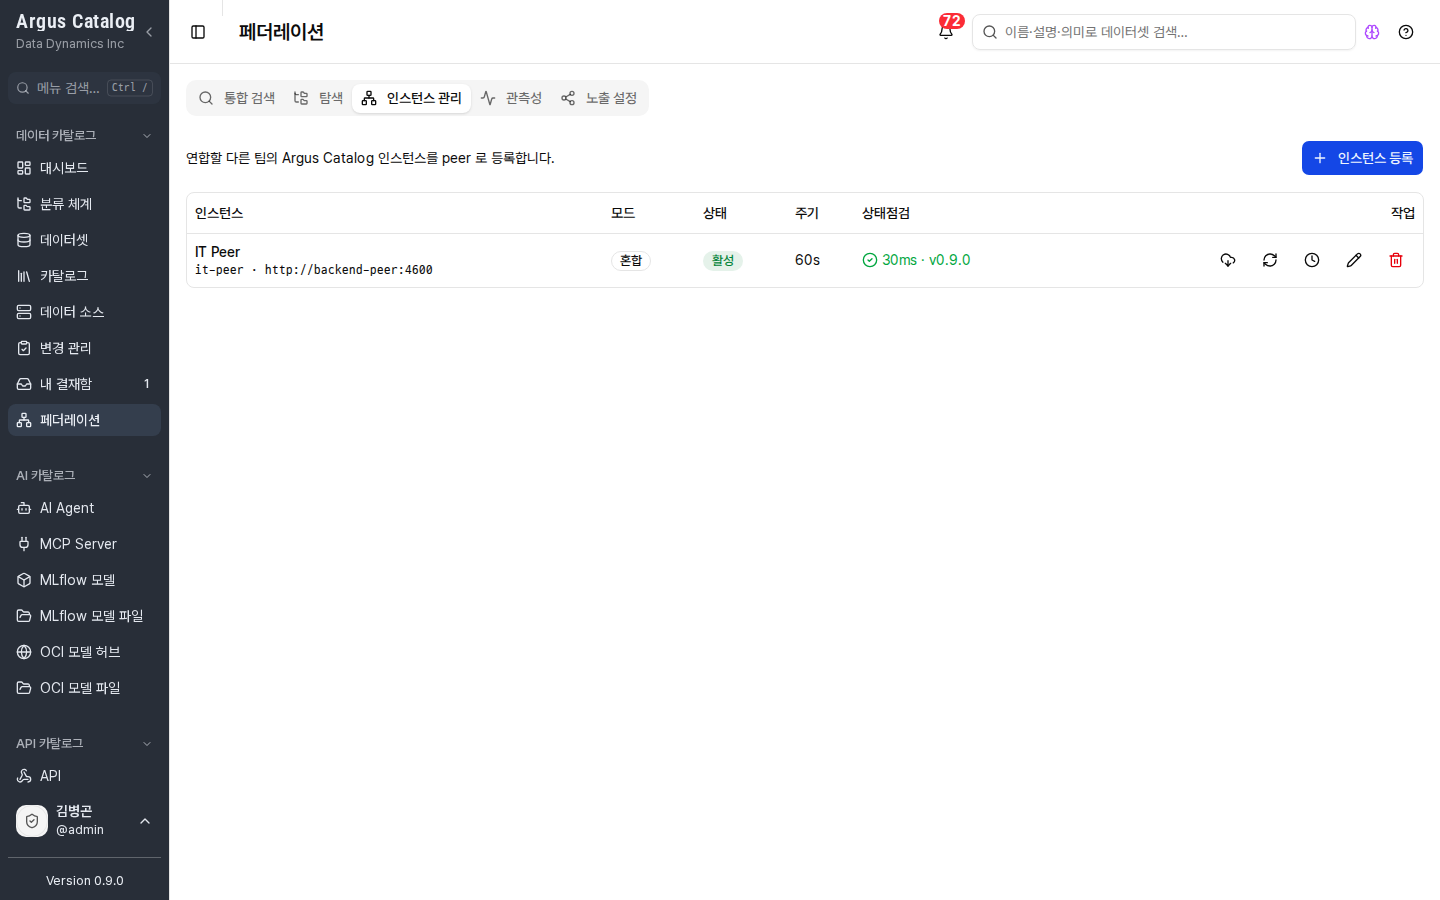 Argus Catalog
Data Dynamics Inc
메뉴 검색... Ctrl /
데이터 카탈로그
대시보드
분류 체계
데이터셋
카탈로그
데이터 소스
변경 관리
내 결재함 1
페더레이션
AI 카탈로그
AI Agent
MCP Server
MLflow 모델
MLflow 모델 파일
OCI 모델 허브
OCI 모델 파일
API 카탈로그
API
김병곤
@admin
Version 0.9.0
페더레이션
72
이름·설명·의미로 데이터셋 검색...
통합 검색 탐색 인스턴스 관리 관측성 노출 설정
연합할 다른 팀의 Argus Catalog 인스턴스를 peer 로 등록합니다.
인스턴스 등록
인스턴스 모드 상태 주기 상태점검 작업
IT Peer
it-peer · http://backend-peer:4600
혼합 활성 60s 30ms · v0.9.0